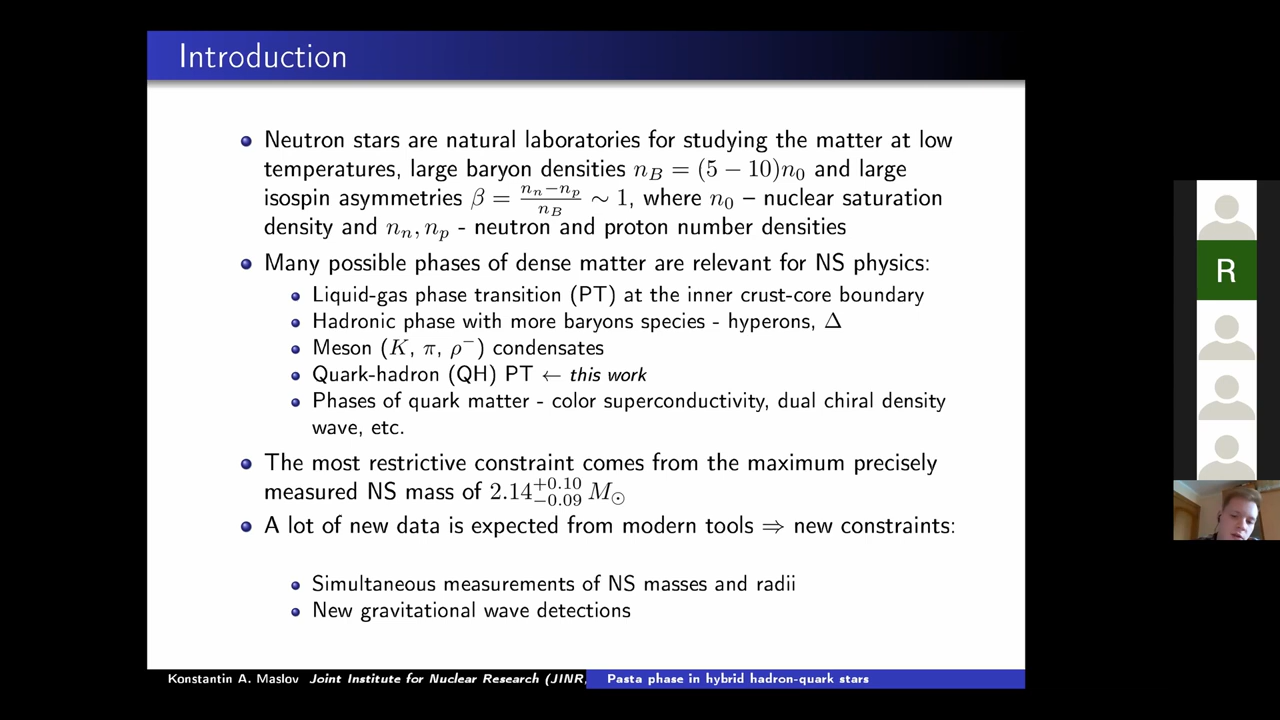 Introduction
Neutron stars are natural laboratories for studying the matter at low
temperatures, large baryon densities n_B = (5 − 10)n_0 and large
isospin asymmetries β = \frac{n_n − n_p}{n_B} ∼ 1, where n_0 – nuclear saturation
density and n_n, n_p - neutron and proton number densities
Many possible phases of dense matter are relevant for NS physics:
Liquid-gas phase transition (PT) at the inner crust-core boundary
Hadronic phase with more baryons species - hyperons, Δ
Meson (K, π, ρ⁻) condensates
Quark-hadron (QH) PT ← this work
Phases of quark matter - color superconductivity, dual chiral density
wave, etc.
The most restrictive constraint comes from the maximum precisely
measured NS mass of 2.14^{+0.10}_{−0.09} M_⊙
A lot of new data is expected from modern tools ⇒ new constraints:
Simultaneous measurements of NS masses and radii
New gravitational wave detections
Konstantin A. Maslov Joint Institute for Nuclear Research (JINR,
Pasta phase in hybrid hadron-quark stars
R